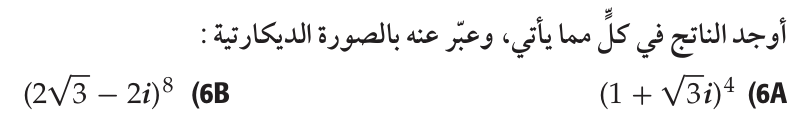 أوجد الناتج في كلٍّ مما يأتي، وعبّر عنه بالصورة الديكارتية :
(1 + √3i)⁴ (6A
(2√3 − 2i)⁸ (6B